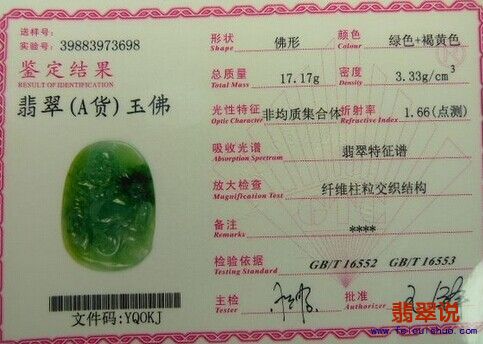 送样号:
实验号: 39883973698
鉴定结果
RESULT OF IDENTIFICATION
翡翠(A货)玉佛
文件码:YQOKJ
形状 佛形 颜色 绿色+褐黄色
Shape Colour
总质量 17.17g 密度 3.33g/cm³
Total Mass Density
光性特征 非均质集合体 折射率 1.66(点测)
Optic Character Refractive Index
吸收光谱 翡翠特征谱
Absorption Spectrum
放大检查 纤维柱粒交织结构
Magnification Test
备注 ****
Remarks
检验依据 GB/T 16552 GB/T 16553
Testing Standard
主检 批准
Tester Authorizer
翡翠说
www.feicuishuo.com